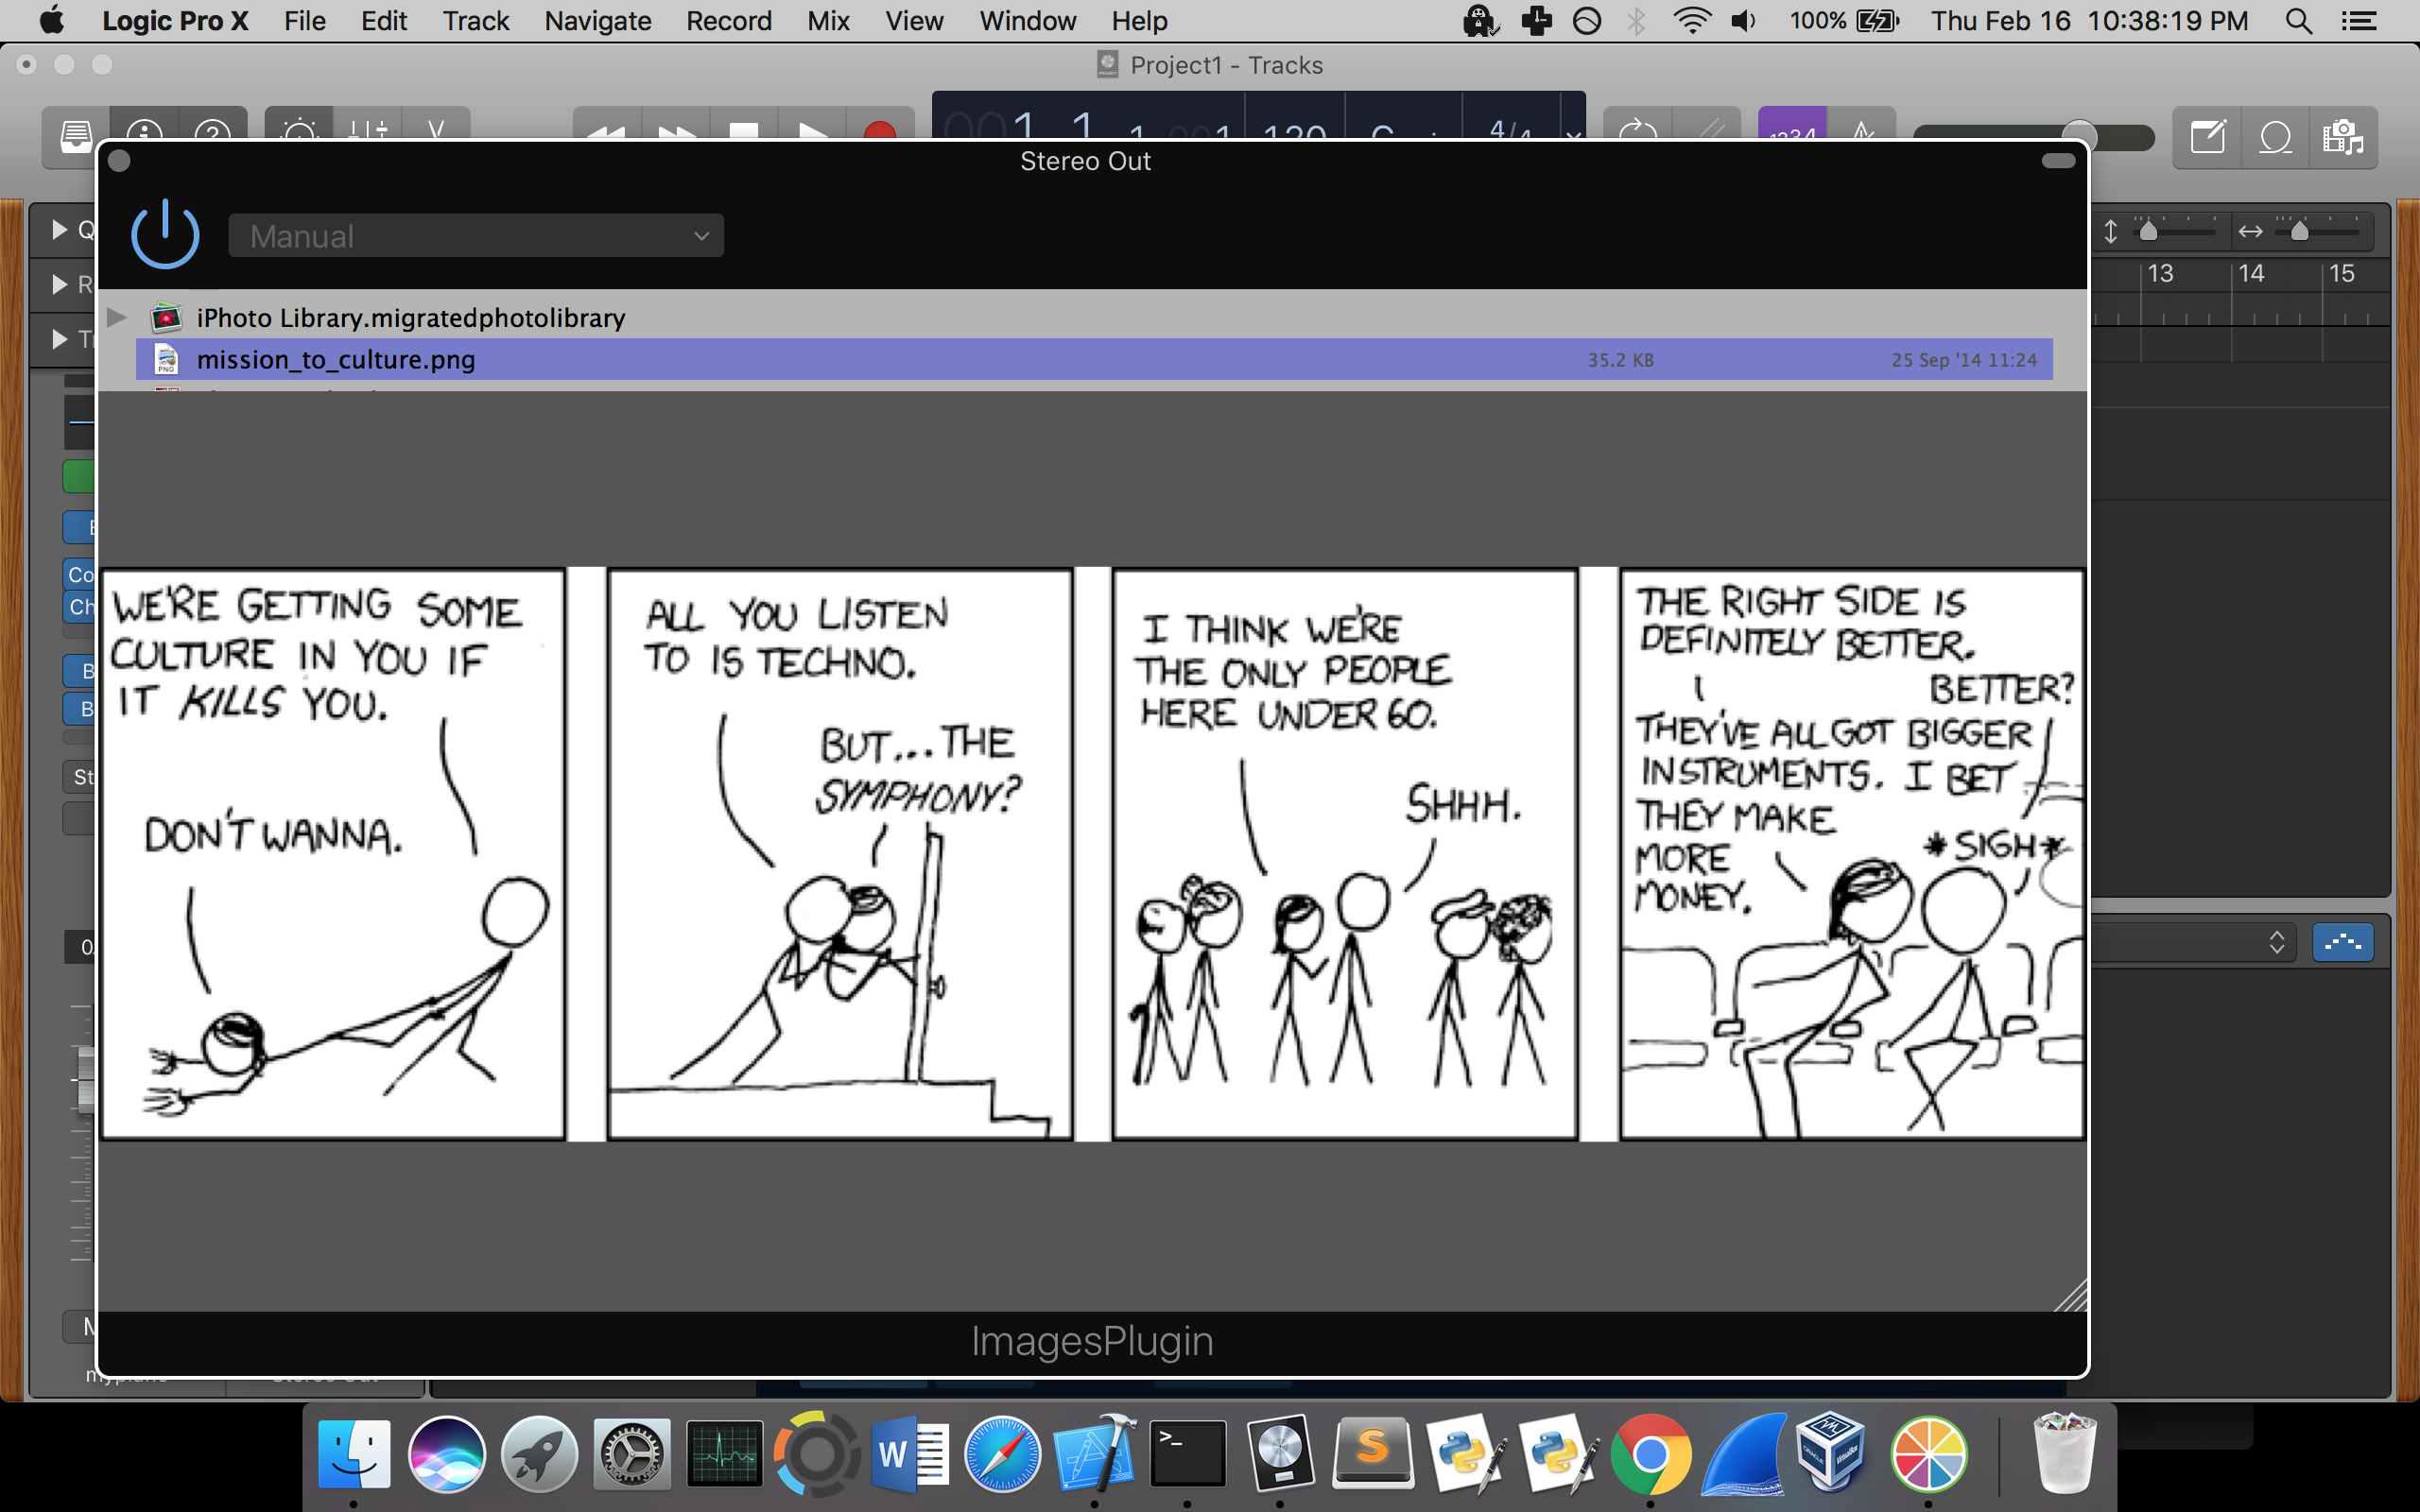 Logic Pro X File Edit Track Navigate Record Mix View Window Help 100% Thu Feb 16 10:38:19 PM
Project1 - Tracks
Stereo Out
Manual
13 14 15
iPhoto Library.migratedphotolibrary
mission_to_culture.png 35.2 KB 25 Sep '14 11:24
WE'RE GETTING SOME
CULTURE IN YOU IF
IT KILLS YOU.
DON'T WANNA.
ALL YOU LISTEN
TO IS TECHNO.
BUT...THE
SYMPHONY?
I THINK WE'RE
THE ONLY PEOPLE
HERE UNDER 60.
SHHH.
THE RIGHT SIDE IS
DEFINITELY BETTER.
BETTER?
THEY'VE ALL GOT BIGGER
INSTRUMENTS. I BET
THEY MAKE
MORE
MONEY.
*SIGH*
ImagesPlugin